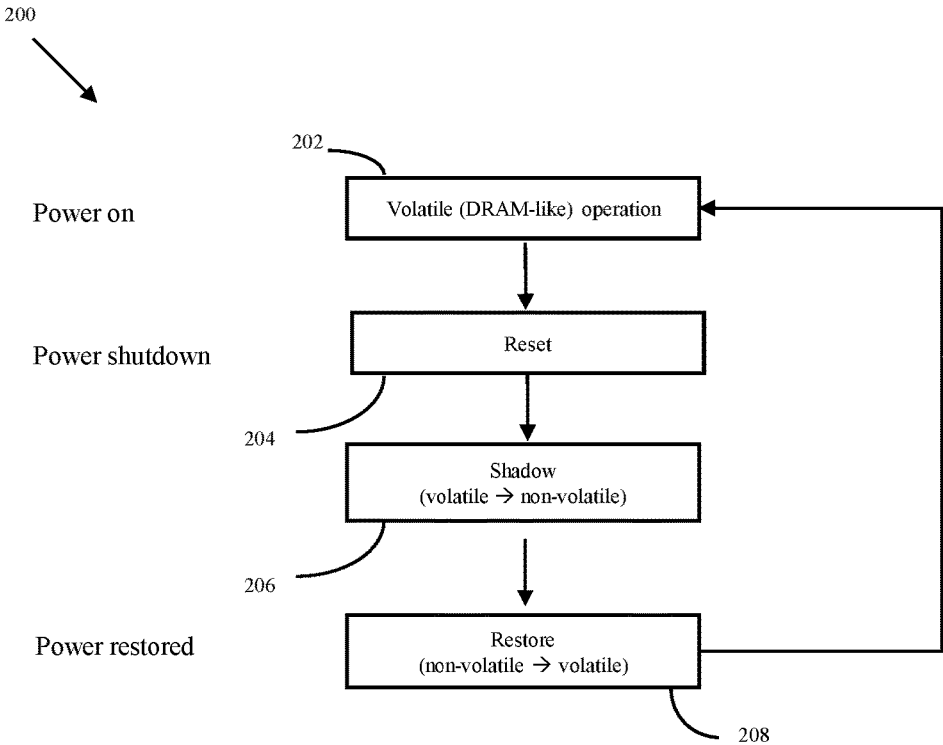 200
202
Power on
Volatile (DRAM-like) operation
Power shutdown
Reset
204
Shadow
(volatile → non-volatile)
206
Power restored
Restore
(non-volatile → volatile)
208